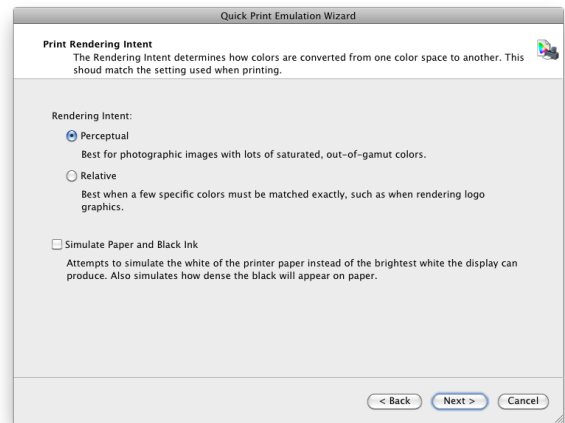 Quick Print Emulation Wizard
Print Rendering Intent
The Rendering Intent determines how colors are converted from one color space to another. This
shoud match the setting used when printing.
Rendering Intent:
Perceptual
Best for photographic images with lots of saturated, out-of-gamut colors.
Relative
Best when a few specific colors must be matched exactly, such as when rendering logo
graphics.
Simulate Paper and Black Ink
Attempts to simulate the white of the printer paper instead of the brightest white the display can
produce. Also simulates how dense the black will appear on paper.
< Back Next > Cancel